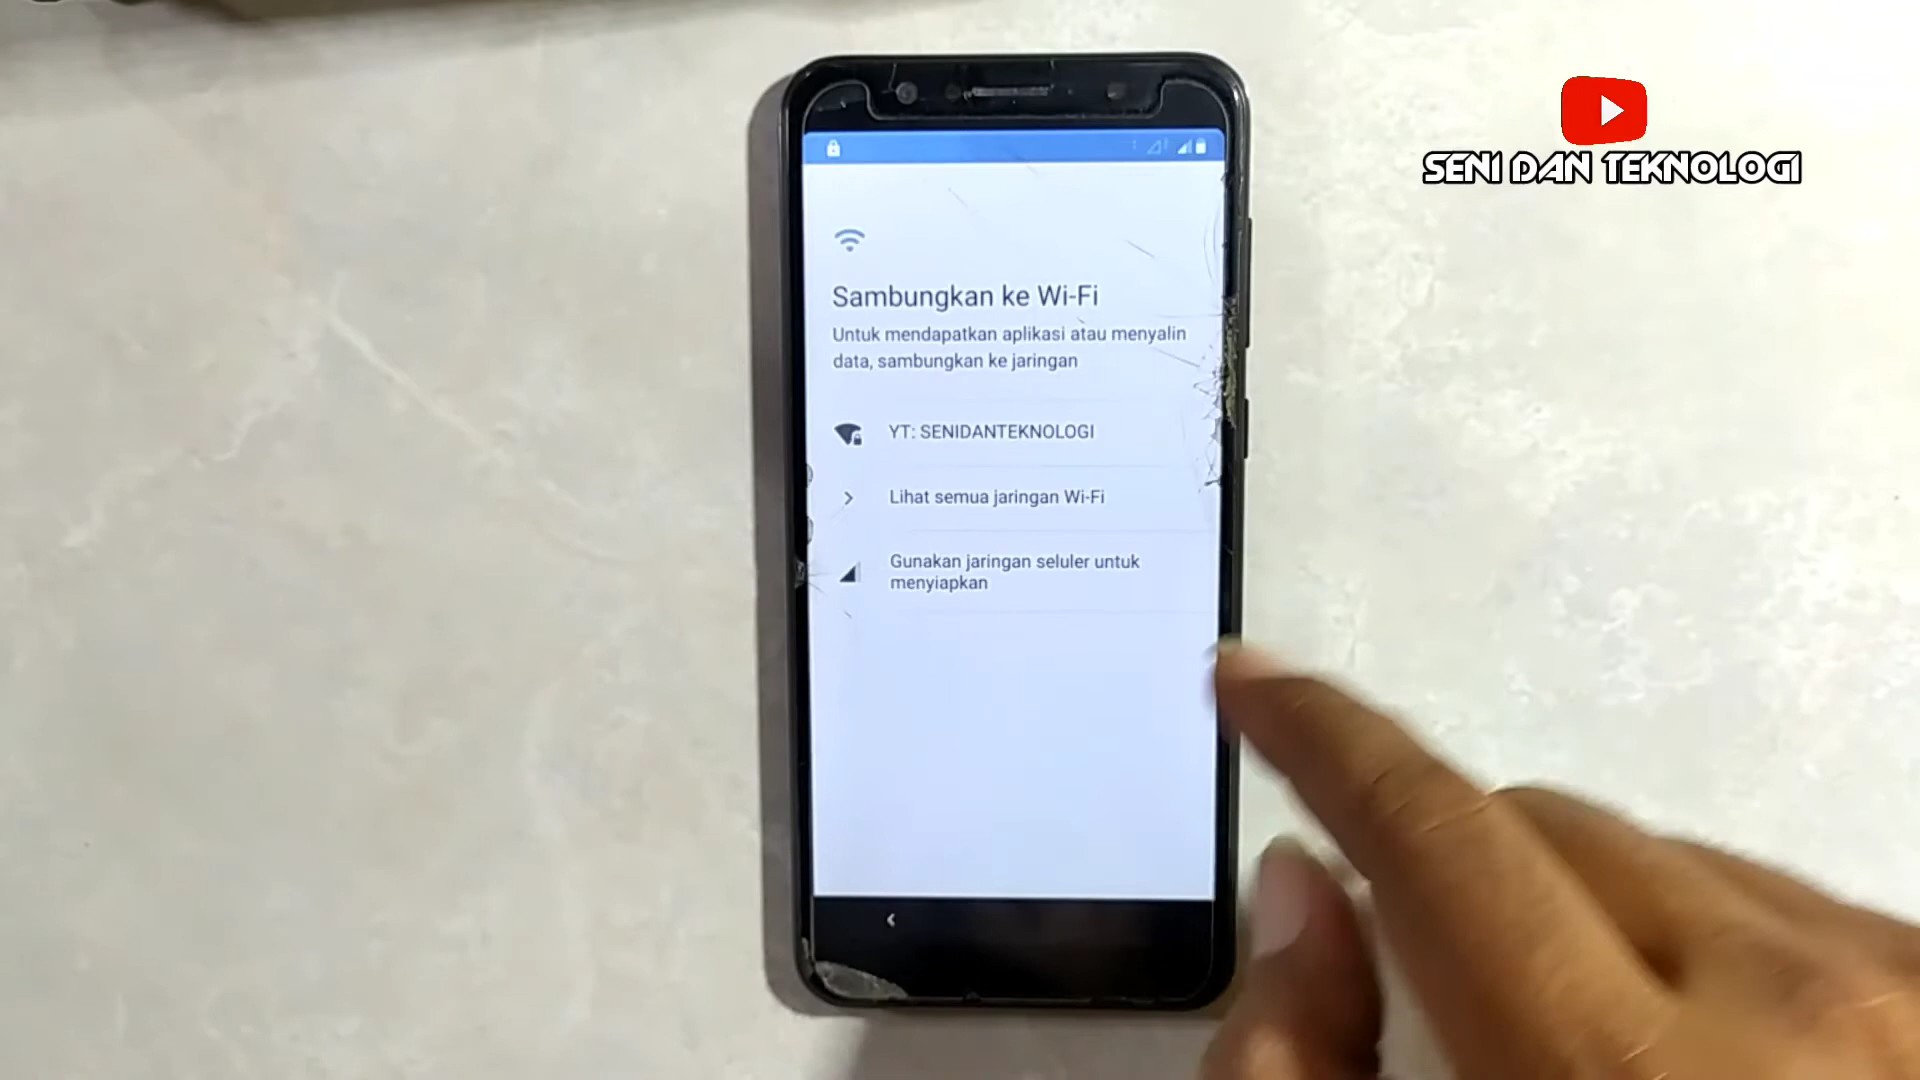 SENI DAN TEKNOLOGI
Sambungkan ke Wi-Fi
Untuk mendapatkan aplikasi atau menyalin
data, sambungkan ke jaringan
YT: SENIDANTEKNOLOGI
Lihat semua jaringan Wi-Fi
Gunakan jaringan seluler untuk
menyiapkan